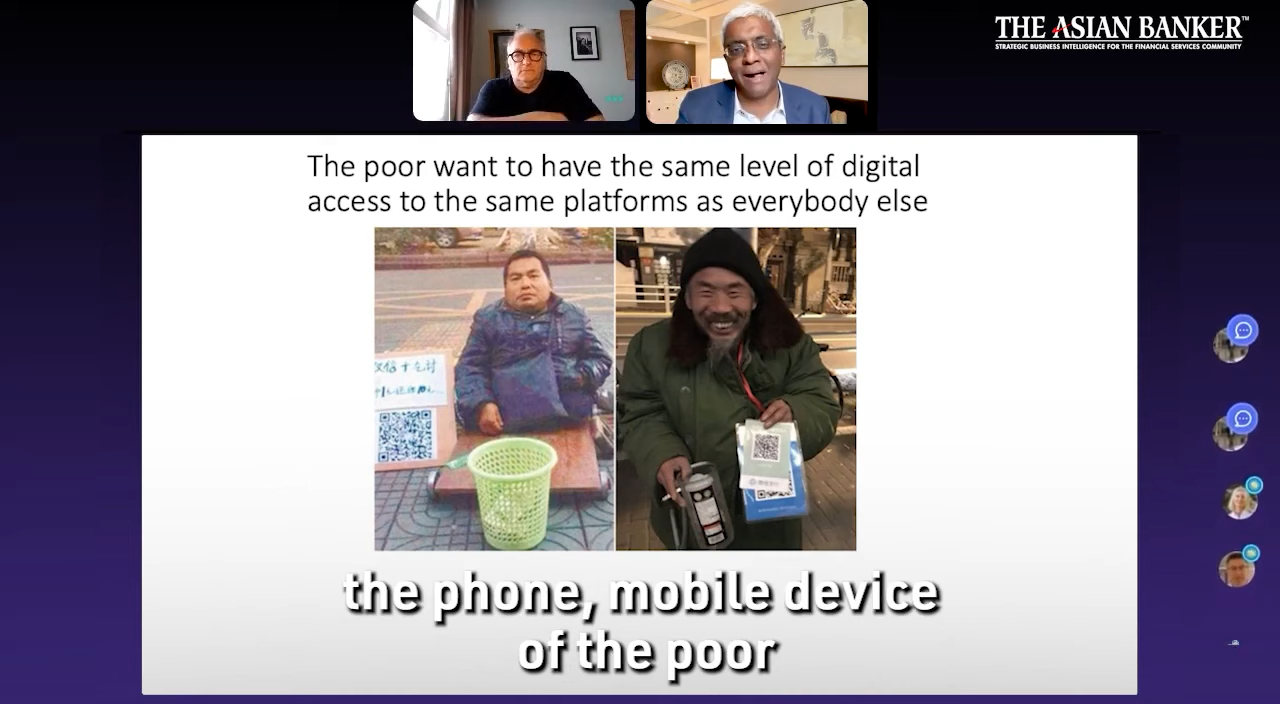 THE ASIAN BANKER™
STRATEGIC BUSINESS INTELLIGENCE FOR THE FINANCIAL SERVICES COMMUNITY
The poor want to have the same level of digital
access to the same platforms as everybody else
the phone, mobile device
of the poor